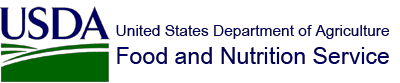 USDA
United States Department of Agriculture
Food and Nutrition Service